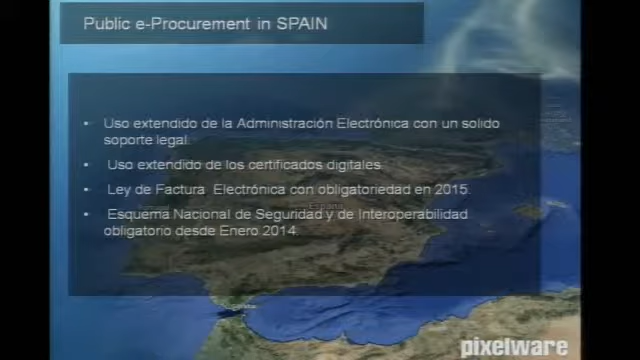 Public e-Procurement in SPAIN
• Uso extendido de la Administración Electrónica con un solido
soporte legal.
• Uso extendido de los certificados digitales.
• Ley de Factura Electrónica con obligatoriedad en 2015.
España
• Esquema Nacional de Seguridad y de Interoperabilidad
obligatorio desde Enero 2014.
pixelware